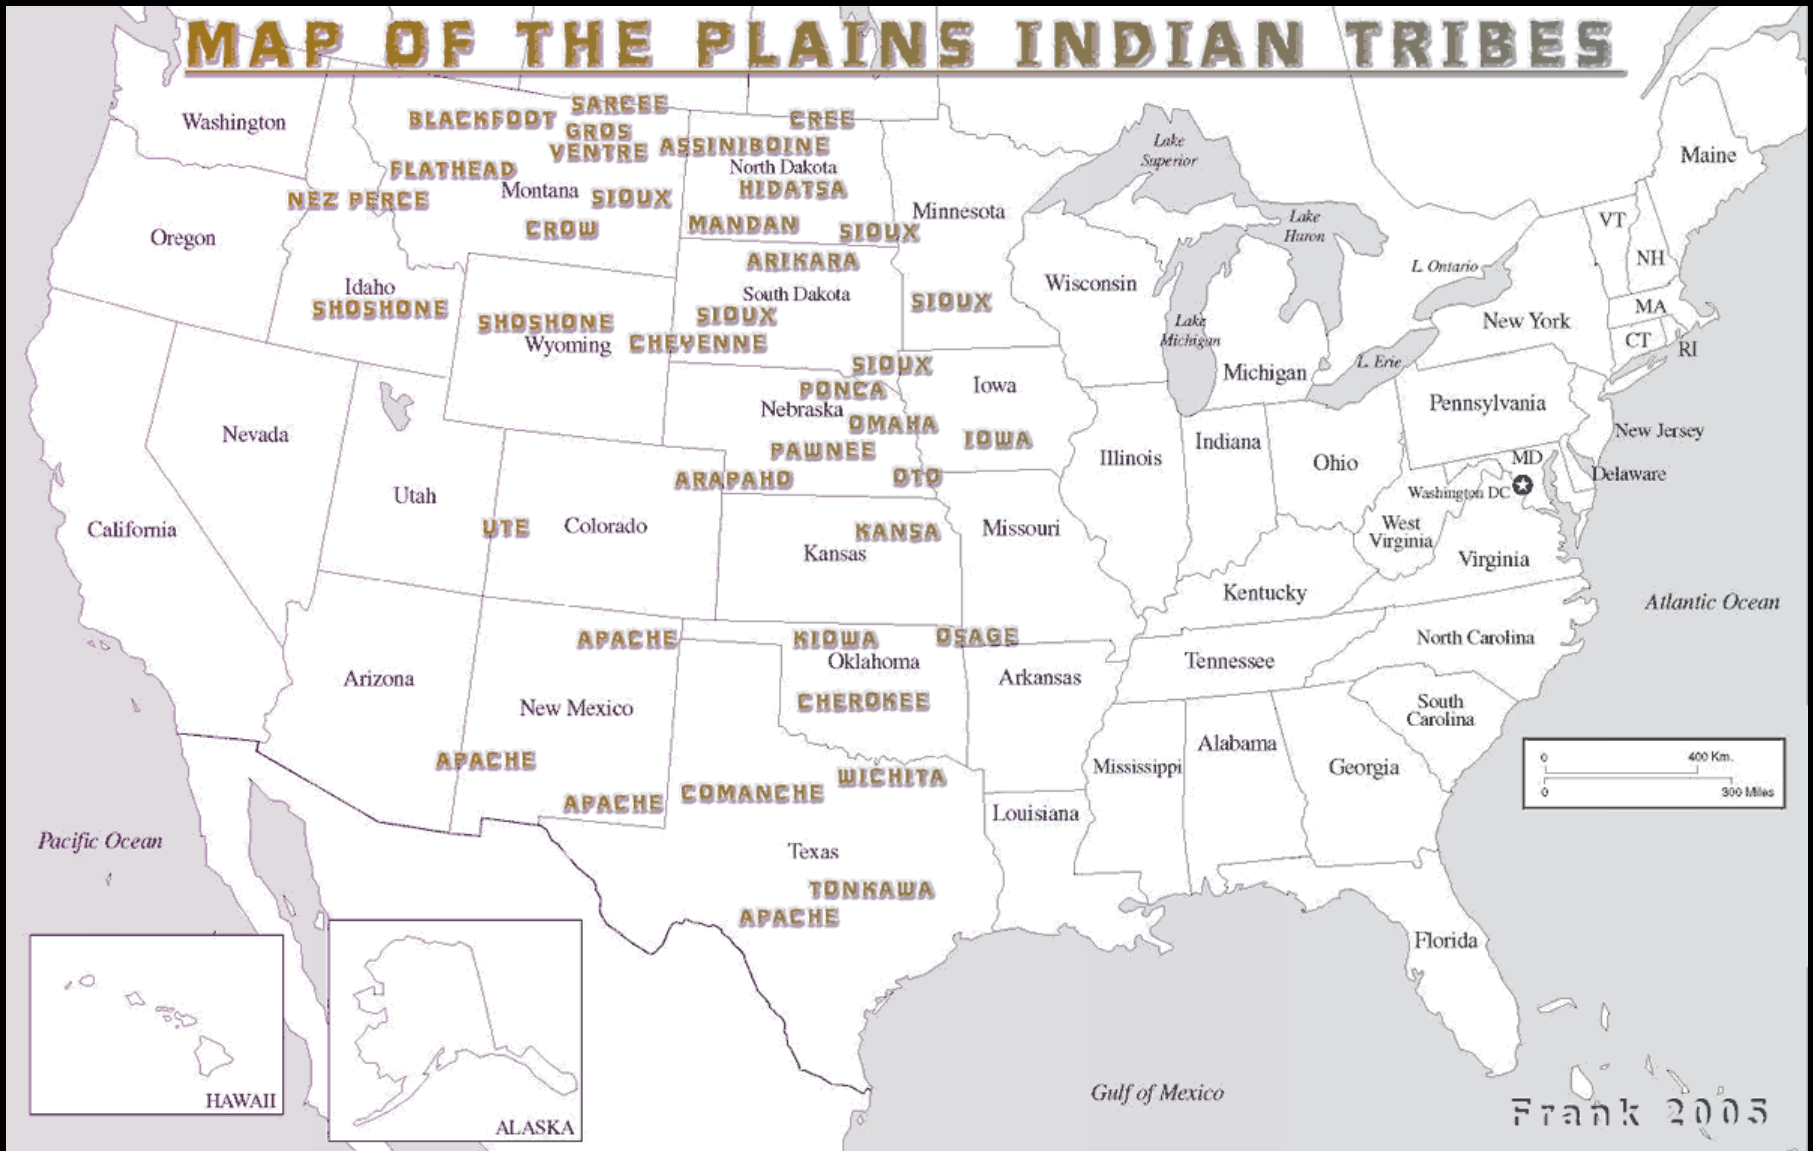 MAP OF THE PLAINS INDIAN TRIBES
SARCEE
BLACKFOOT
CREE
Washington
GROS
VENTRE
ASSINIBOINE
Lake
Superior
Maine
FLATHEAD
North Dakota
NEZ PERCE
Montana
SIOUX
HIDATSA
Minnesota
Lake
Huron
VT
CROW
MANDAN
SIOUX
Oregon
ARIKARA
L. Ontario
NH
Idaho
SHOSHONE
South Dakota
SIOUX
SIOUX
Wisconsin
MA
SHOSHONE
Wyoming
CHEYENNE
Lake
Michigan
New York
CT
RI
SIOUX
L. Erie
Michigan
PONCA
Iowa
Nebraska
OMAHA
Pennsylvania
Nevada
IOWA
Indiana
New Jersey
PAWNEE
Illinois
Ohio
MD
ARAPAHO
OTO
Delaware
Utah
Washington DC
California
UTE
Colorado
KANSA
Missouri
West
Virginia
Kansas
Virginia
Kentucky
Atlantic Ocean
APACHE
KIOWA
OSAGE
North Carolina
Oklahoma
Tennessee
Arizona
Arkansas
New Mexico
CHEROKEE
South
Carolina
Alabama
APACHE
Mississippi
Georgia
0 400 Km.
0 300 Miles
WICHITA
COMANCHE
APACHE
Louisiana
Pacific Ocean
Texas
TONKAWA
APACHE
Florida
HAWAII
ALASKA
Gulf of Mexico
Frank 2005